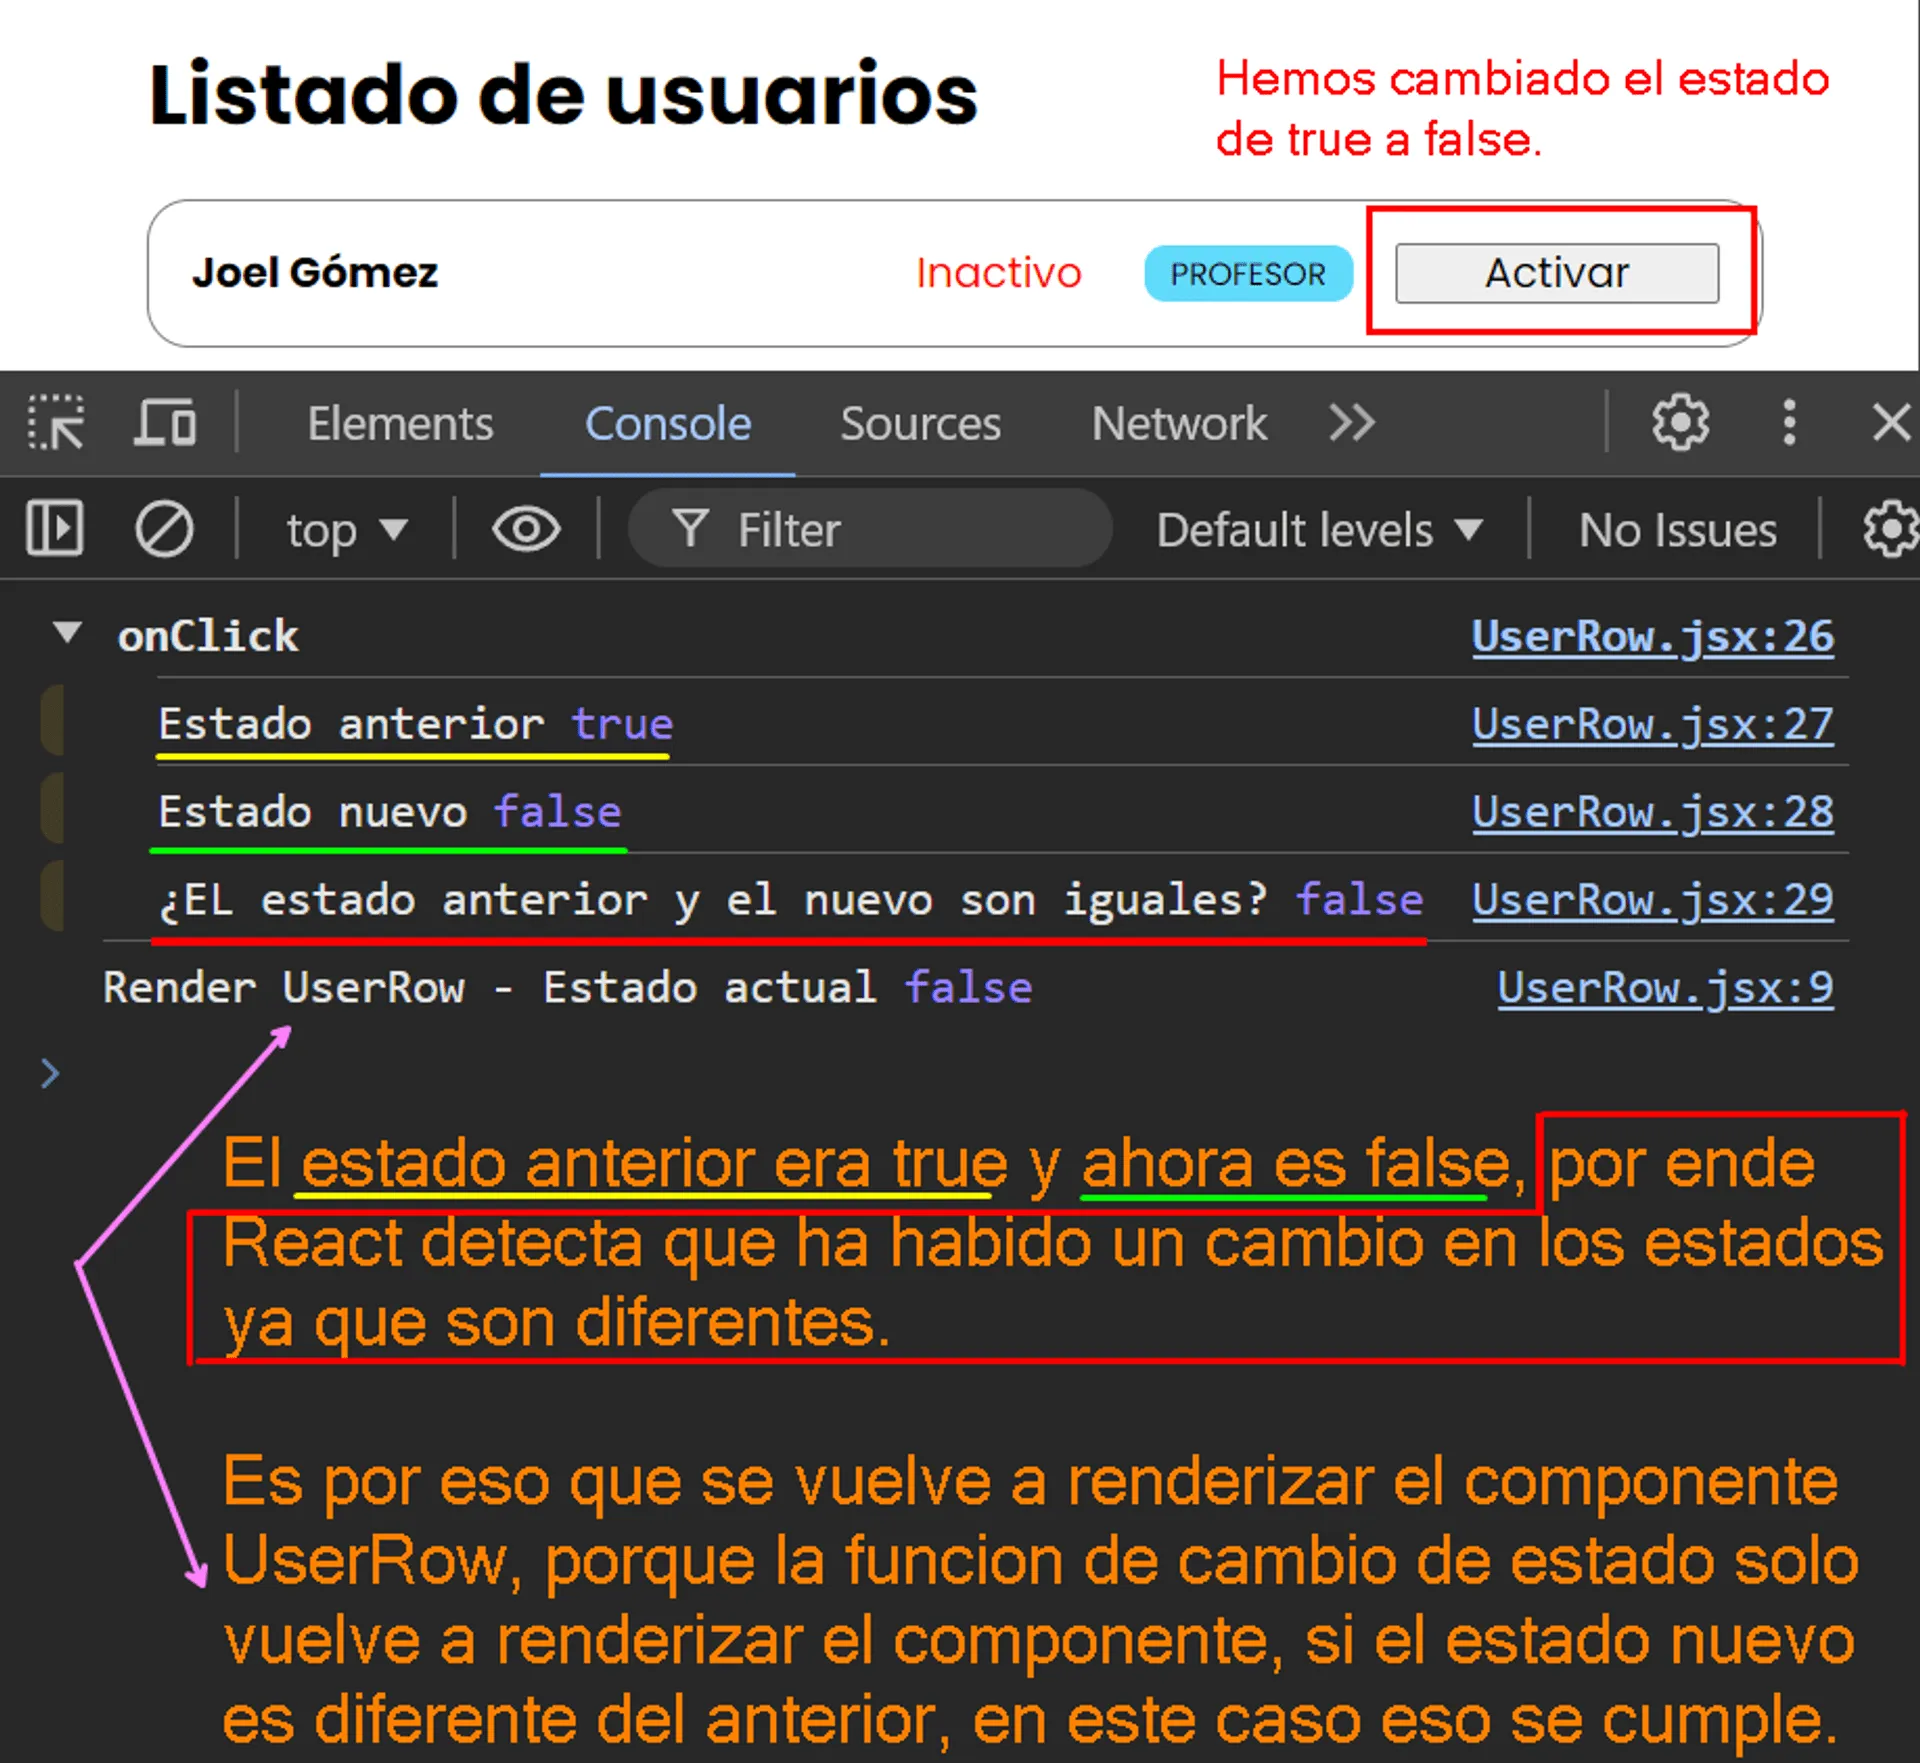 Listado de usuarios
Hemos cambiado el estado
de true a false.
Joel Gómez Inactivo PROFESOR Activar
Elements Console Sources Network
top Filter Default levels No Issues
onClick UserRow.jsx:26
Estado anterior true UserRow.jsx:27
Estado nuevo false UserRow.jsx:28
¿EL estado anterior y el nuevo son iguales? false UserRow.jsx:29
Render UserRow - Estado actual false UserRow.jsx:9
El estado anterior era true y ahora es false, por ende
React detecta que ha habido un cambio en los estados
ya que son diferentes.
Es por eso que se vuelve a renderizar el componente
UserRow, porque la funcion de cambio de estado solo
vuelve a renderizar el componente, si el estado nuevo
es diferente del anterior, en este caso eso se cumple.